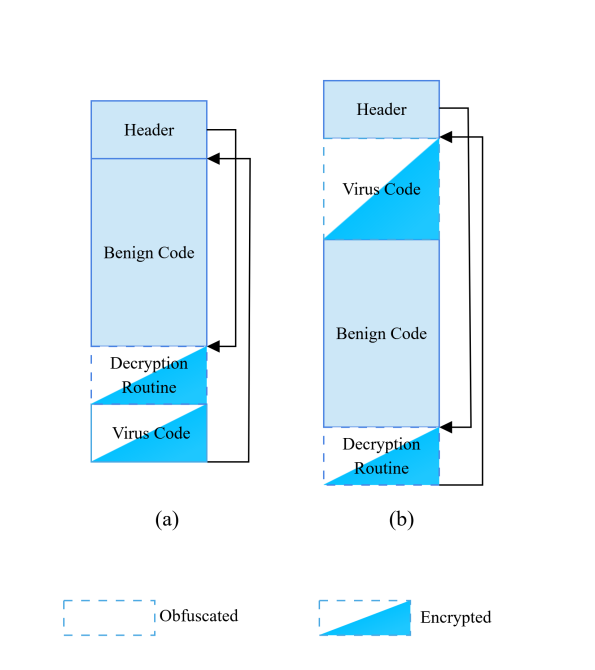 Header
Benign Code
Decryption
Routine
Virus Code
(a)
Header
Virus Code
Benign Code
Decryption
Routine
(b)
Obfuscated
Encrypted